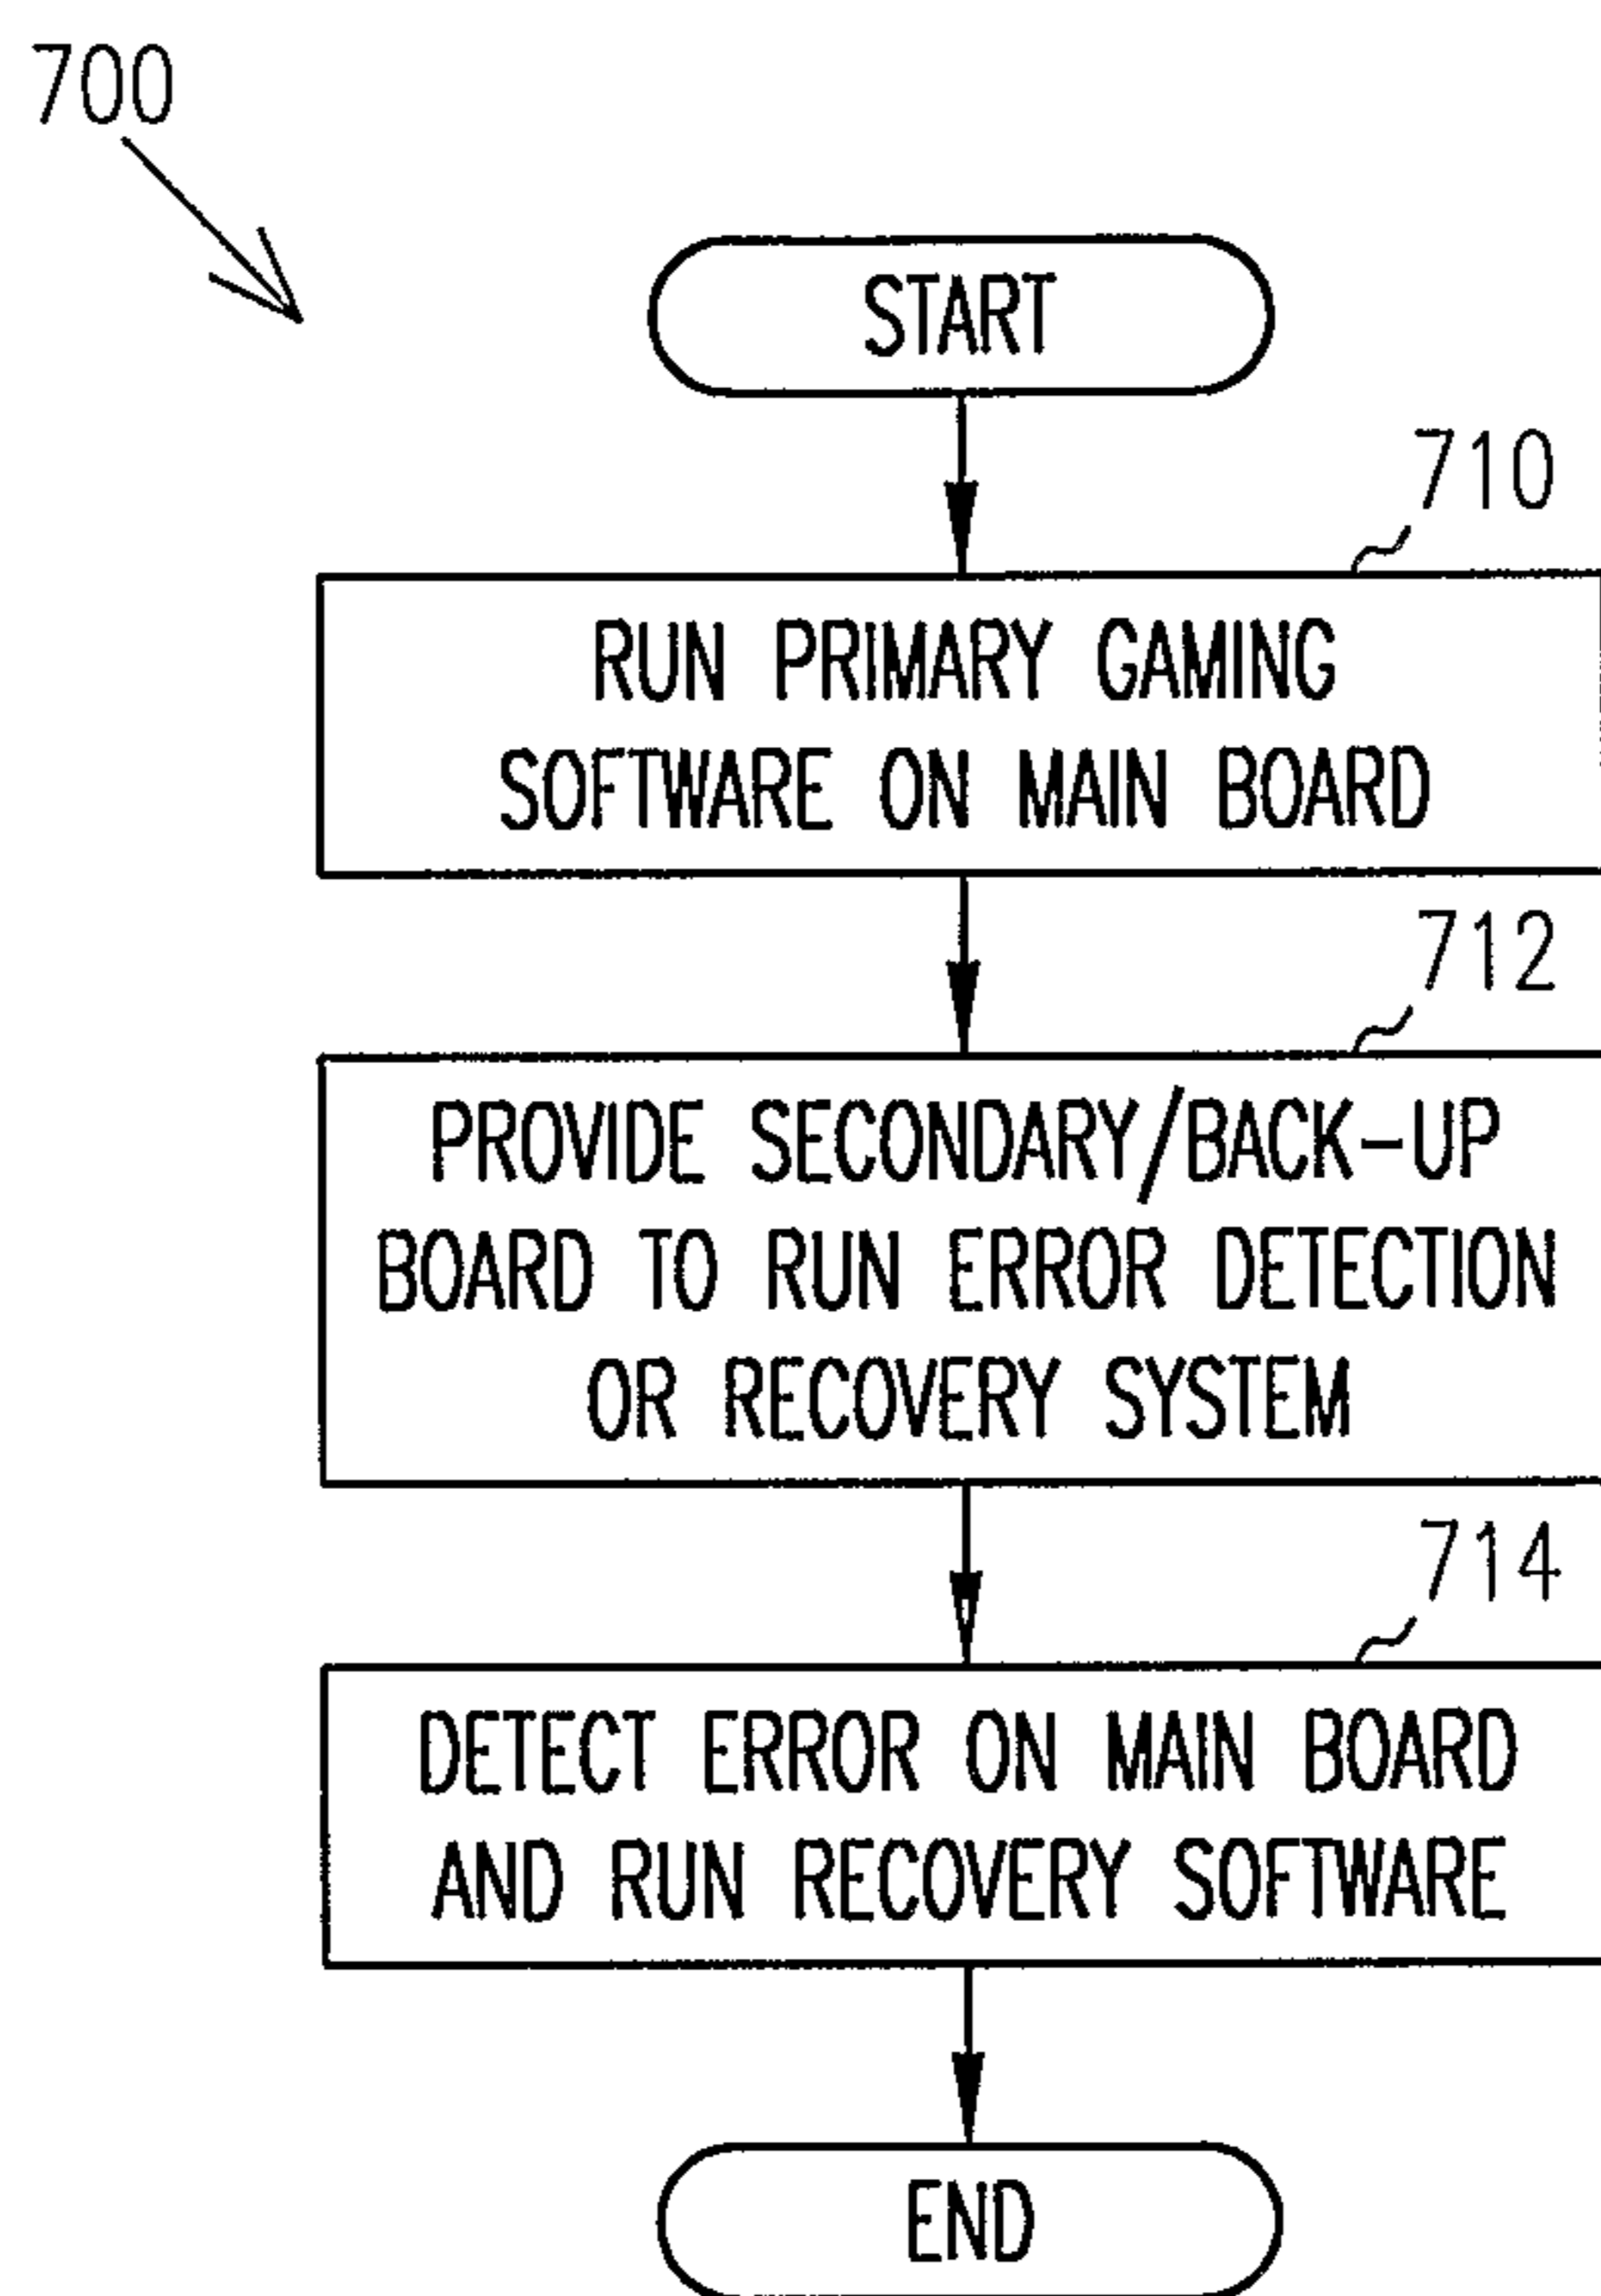 700
START
710
RUN PRIMARY GAMING
SOFTWARE ON MAIN BOARD
712
PROVIDE SECONDARY/BACK-UP
BOARD TO RUN ERROR DETECTION
OR RECOVERY SYSTEM
714
DETECT ERROR ON MAIN BOARD
AND RUN RECOVERY SOFTWARE
END